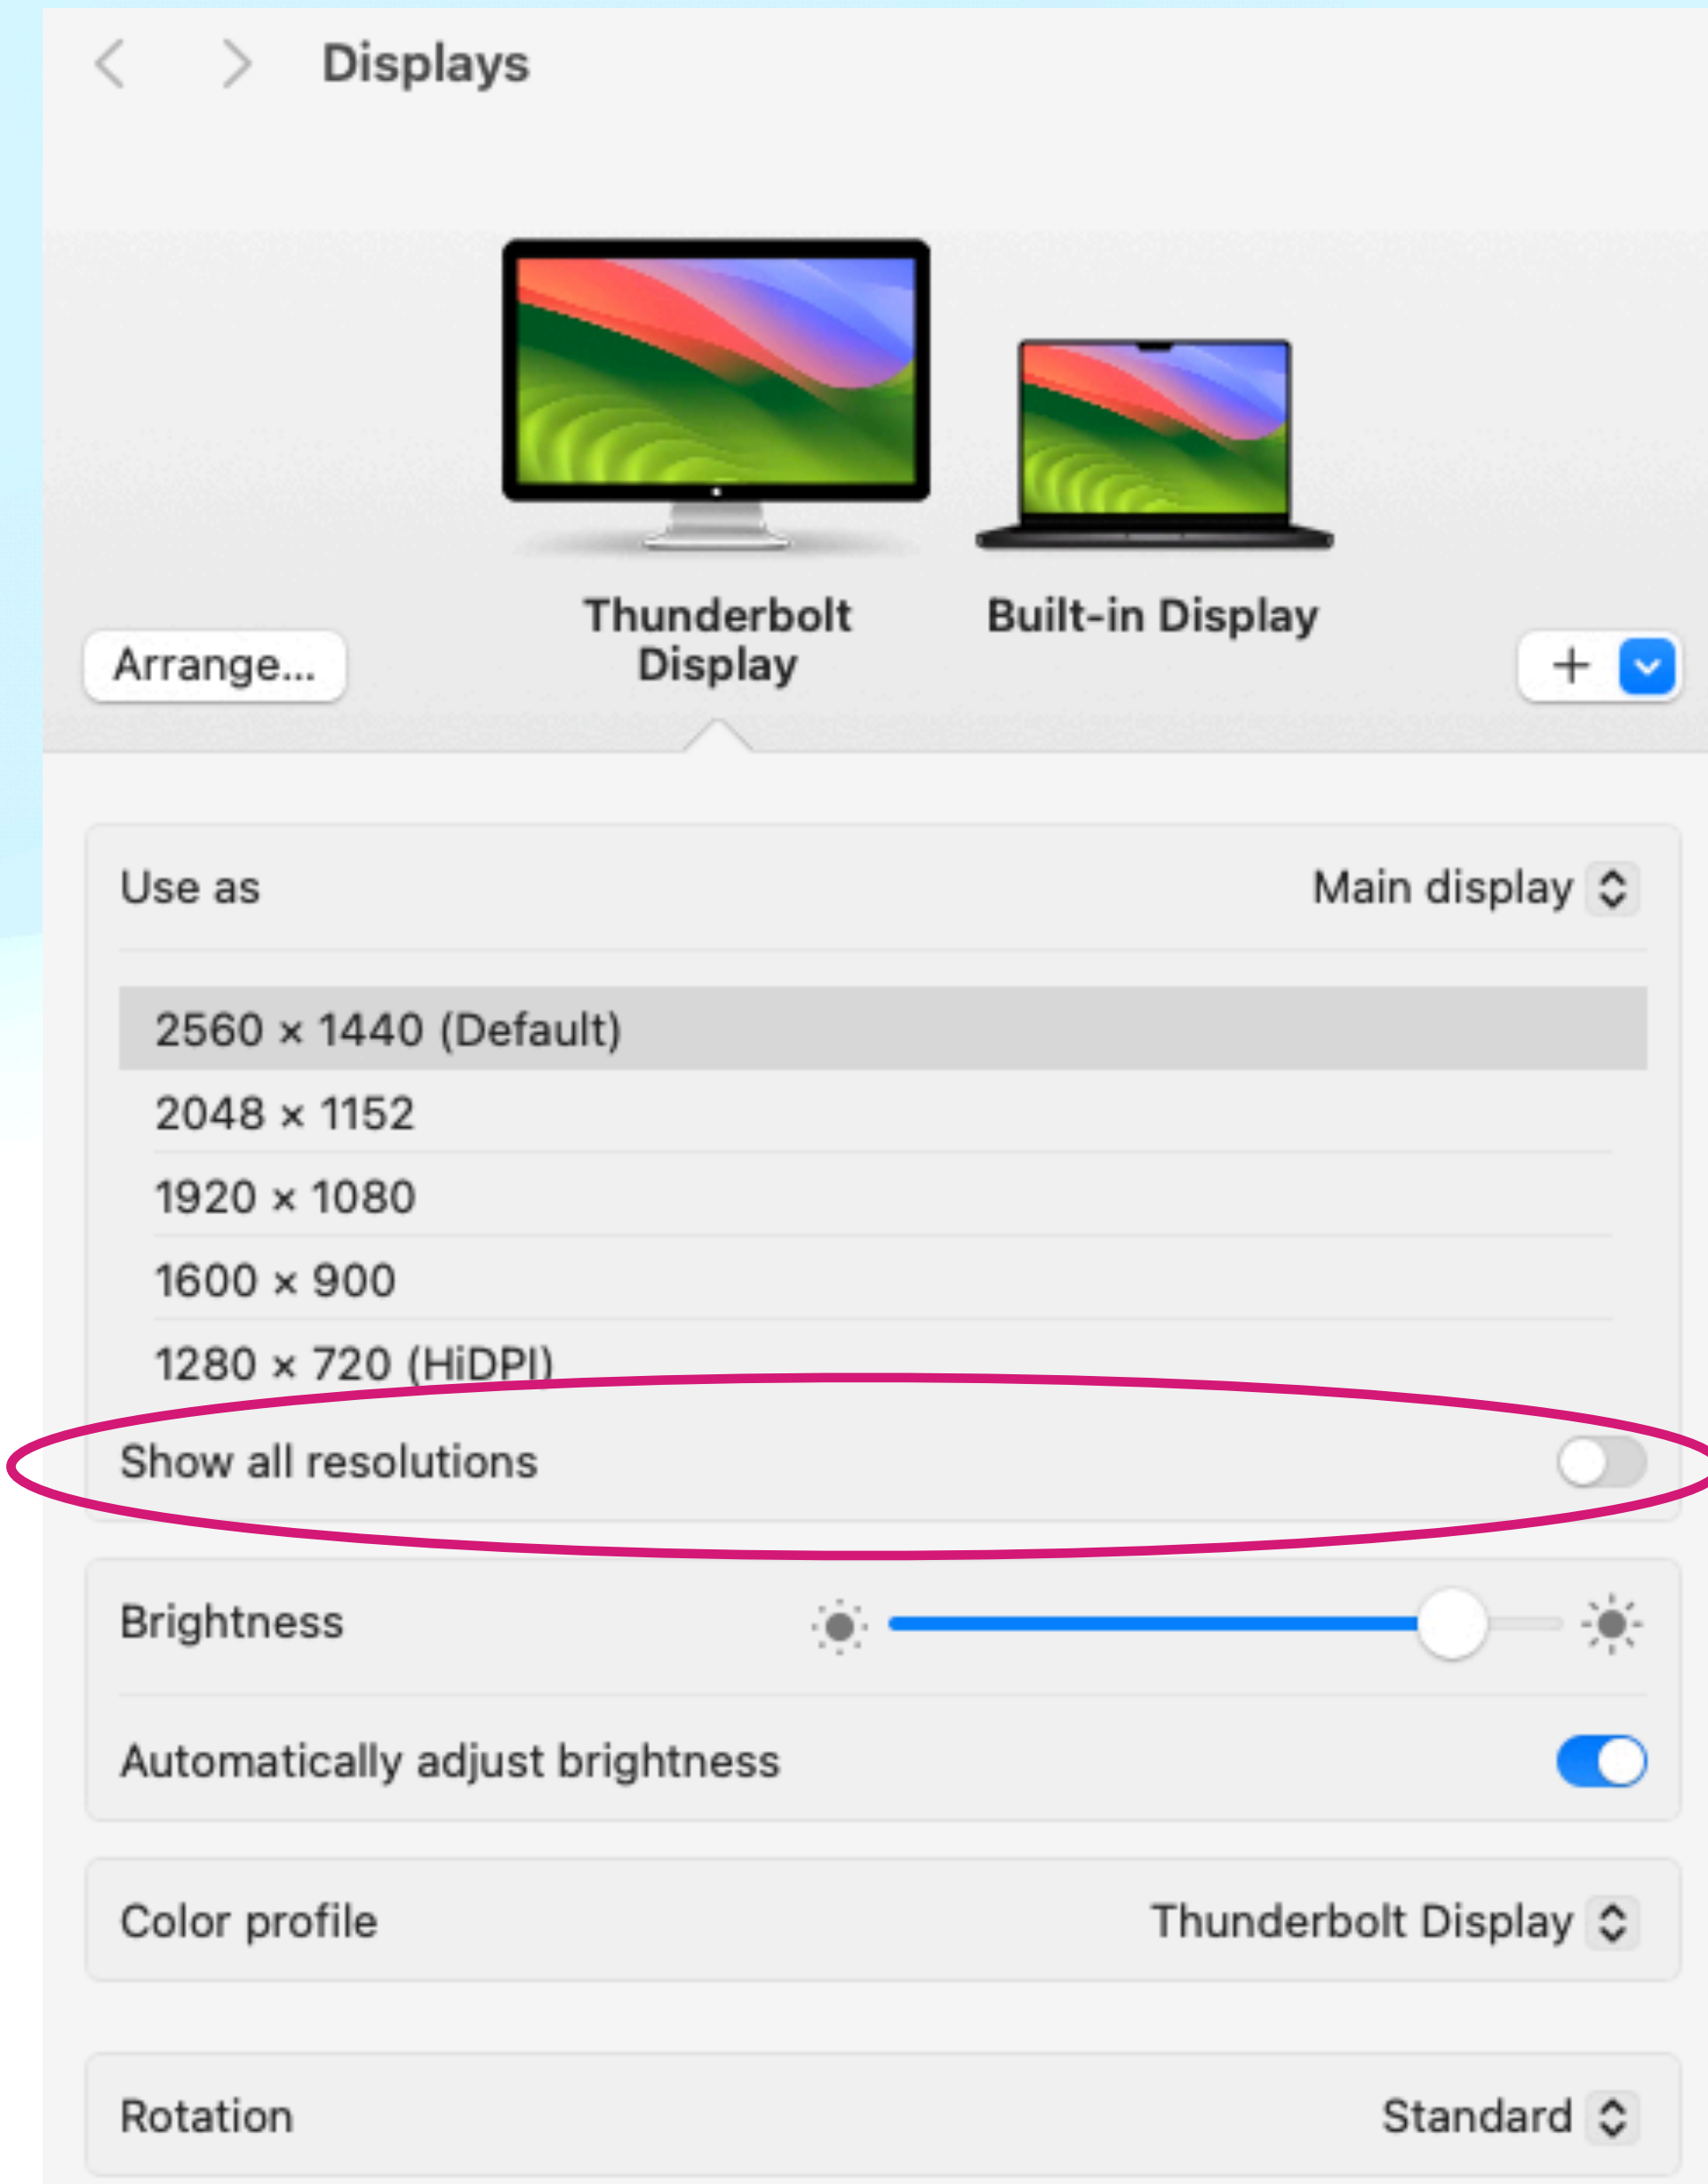 Displays
Thunderbolt
Display
Built-in Display
Arrange...
+
Use as
Main display
2560 × 1440 (Default)
2048 × 1152
1920 × 1080
1600 × 900
1280 × 720 (HiDPI)
Show all resolutions
Brightness
Automatically adjust brightness
Color profile
Thunderbolt Display
Rotation
Standard